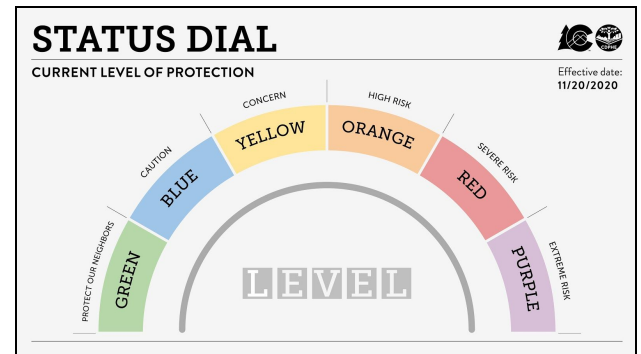 STATUS DIAL
CURRENT LEVEL OF PROTECTION
Effective date:
11/20/2020
PROTECT OUR NEIGHBORS
CAUTION
CONCERN
HIGH RISK
SEVERE RISK
EXTREME RISK
GREEN
BLUE
YELLOW
ORANGE
RED
PURPLE
LEVEL
CDPHE